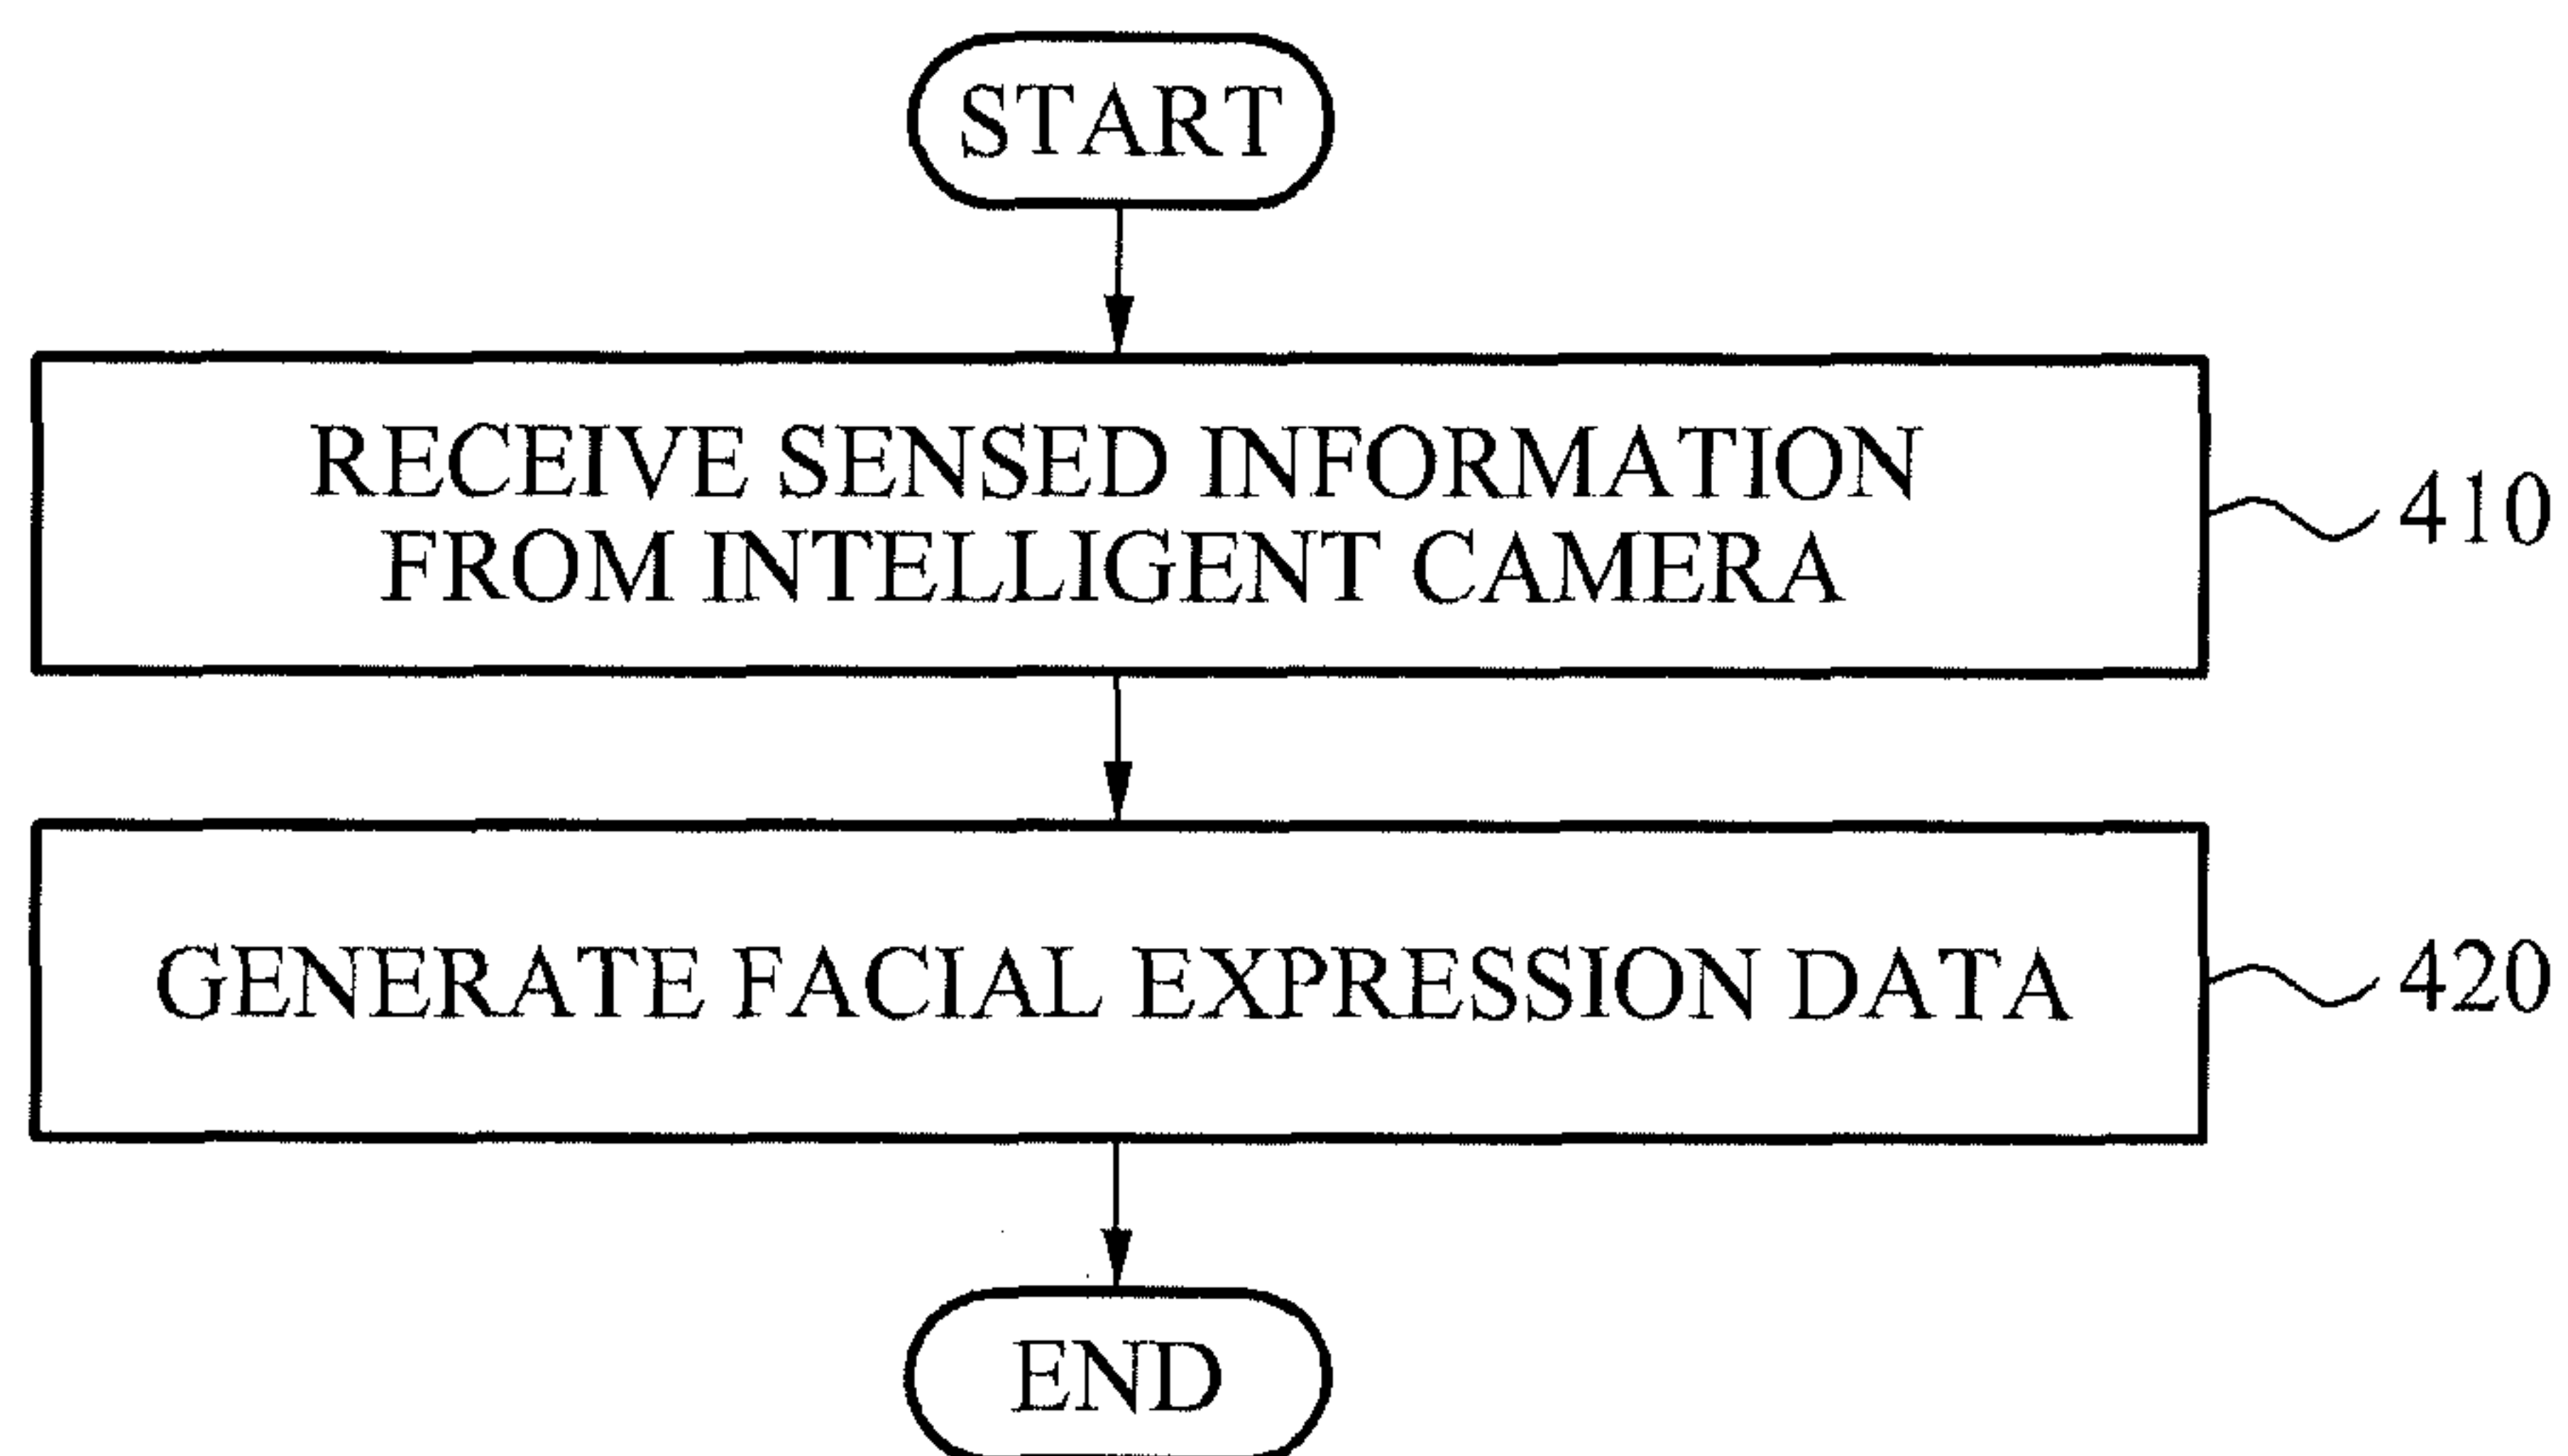 START
RECEIVE SENSED INFORMATION
FROM INTELLIGENT CAMERA
410
GENERATE FACIAL EXPRESSION DATA
420
END